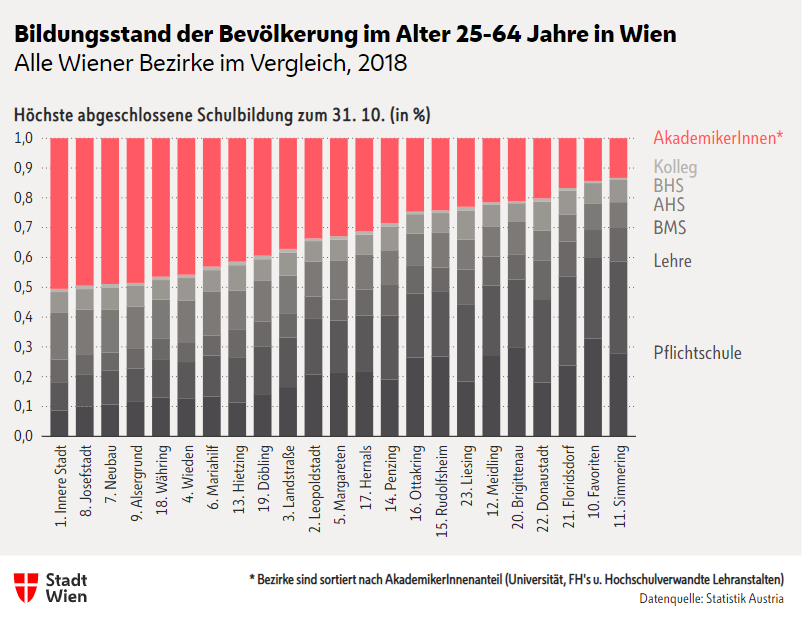 Bildungsstand der Bevölkerung im Alter 25-64 Jahre in Wien
Alle Wiener Bezirke im Vergleich, 2018
Höchste abgeschlossene Schulbildung zum 31. 10. (in %)
1,0
0,9
0,8
0,7
0,6
0,5
0,4
0,3
0,2
0,1
0,0
AkademikerInnen*
Kolleg
BHS
AHS
BMS
Lehre
Pflichtschule
1. Innere Stadt
8. Josefstadt
7. Neubau
9. Alsergrund
18. Währing
4. Wieden
6. Mariahilf
13. Hietzing
19. Döbling
3. Landstraße
2. Leopoldstadt
5. Margareten
17. Hernals
14. Penzing
16. Ottakring
15. Rudolfsheim
23. Liesing
12. Meidling
20. Brigittenau
22. Donaustadt
21. Floridsdorf
10. Favoriten
11. Simmering
Stadt
Wien
* Bezirke sind sortiert nach AkademikerInnenanteil (Universität, FH's u. Hochschulverwandte Lehranstalten)
Datenquelle: Statistik Austria